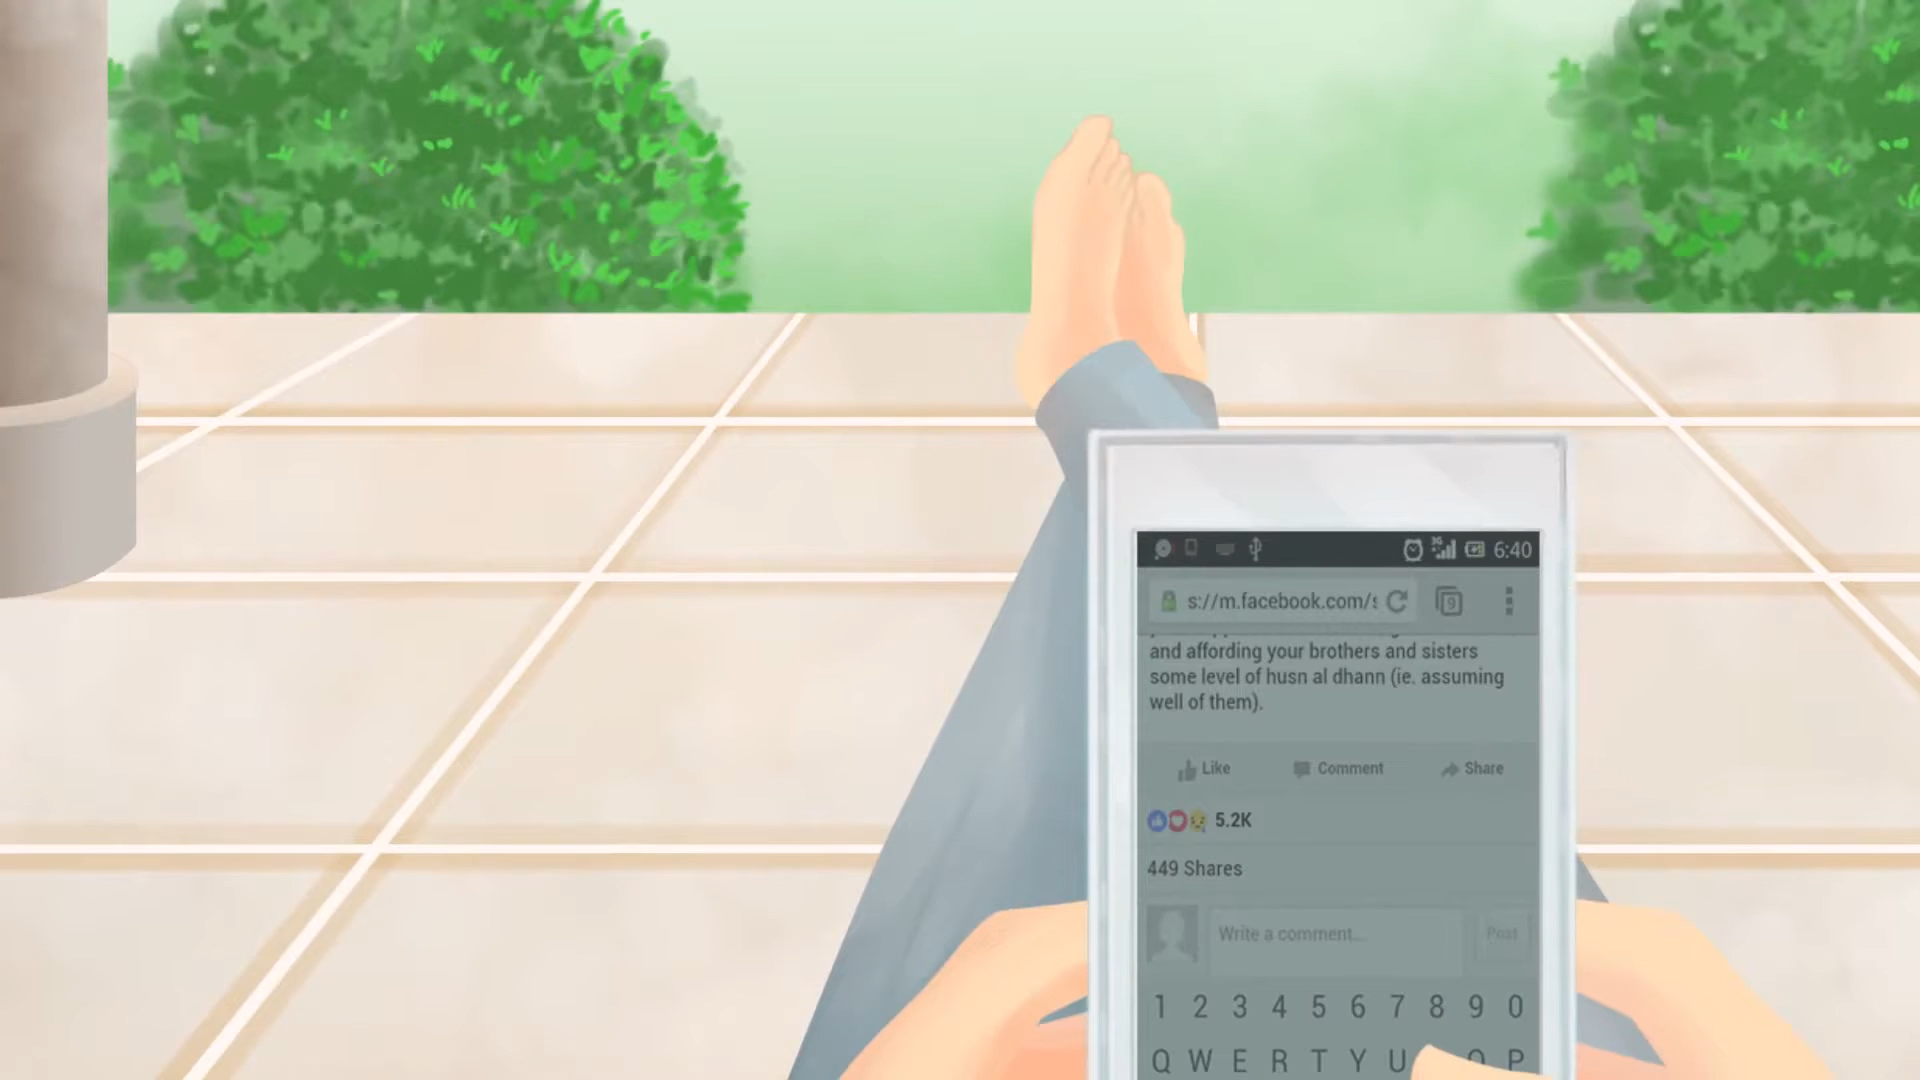 3G 6:40
s://m.facebook.com/s 9
and affording your brothers and sisters
some level of husn al dhann (ie. assuming
well of them).
Like Comment Share
5.2K
449 Shares
Write a comment... Post
1 2 3 4 5 6 7 8 9 0
Q W E R T Y U O P